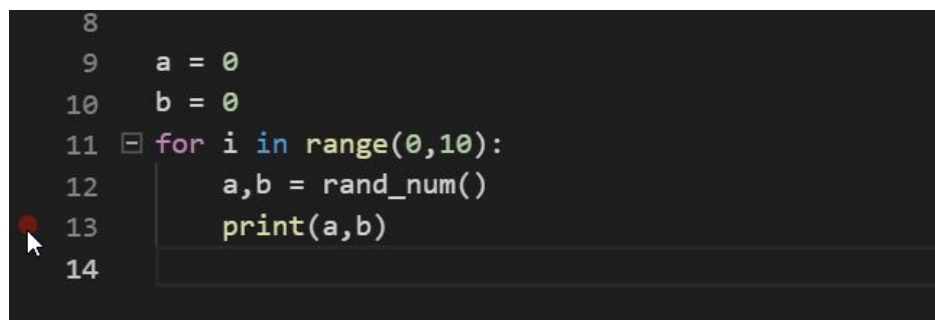 8
9 a = 0
10 b = 0
11 for i in range(0,10):
12 a,b = rand_num()
13 print(a,b)
14